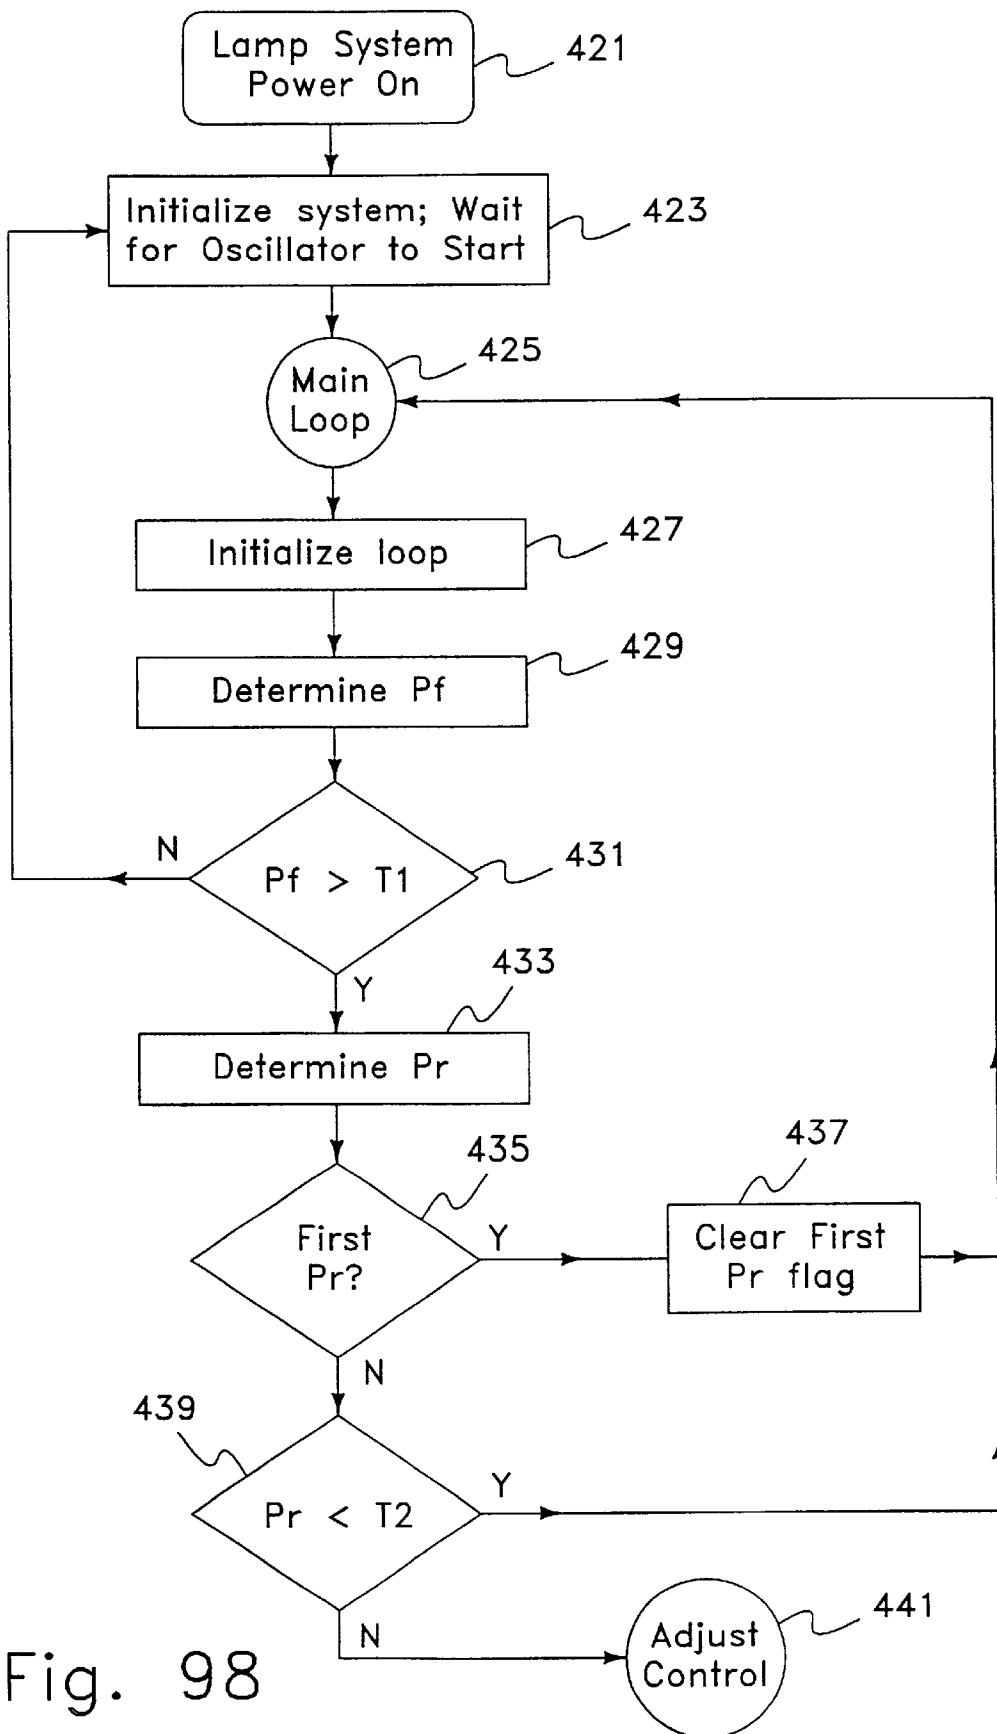 Lamp System
Power On
421
Initialize system; Wait
for Oscillator to Start
423
Main
Loop
425
Initialize loop
427
Determine Pf
429
Pf > T1
431
N
Y
433
Determine Pr
435
First
Pr?
Y
437
Clear First
Pr flag
N
439
Pr < T2
Y
N
Adjust
Control
441
Fig. 98